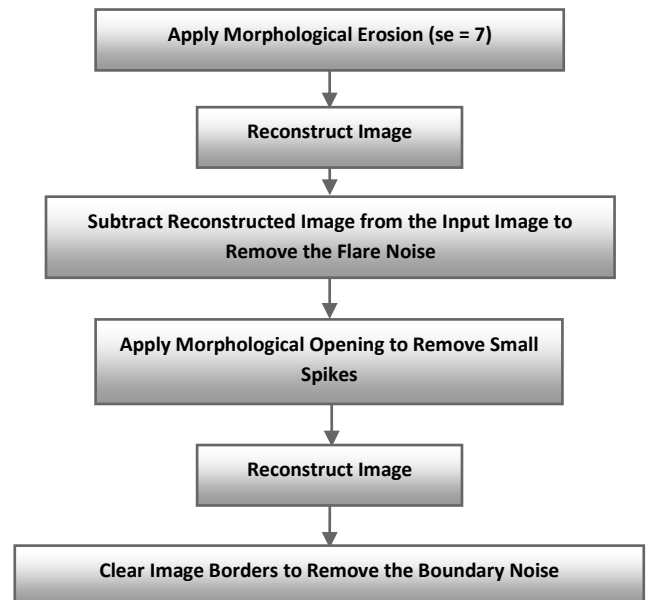 Apply Morphological Erosion (se = 7)
Reconstruct Image
Subtract Reconstructed Image from the Input Image to
Remove the Flare Noise
Apply Morphological Opening to Remove Small
Spikes
Reconstruct Image
Clear Image Borders to Remove the Boundary Noise